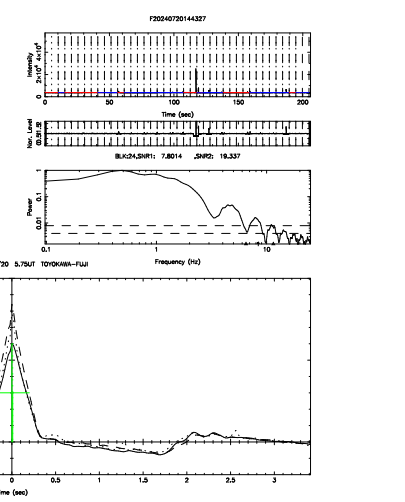 F20240720144327
Intensity
0 2×10⁴ 4×10⁴
0 50 100 150 200
Time (sec)
Nor. Level
BLK:24,SNR1: 7.8014 ,SNR2: 19.337
Power
0.01 0.1 1
0.1 1 10
Frequency (Hz)
/20 5.75UT TOYOKAWA-FUJI
0 0.5 1 1.5 2 2.5 3
me (sec)